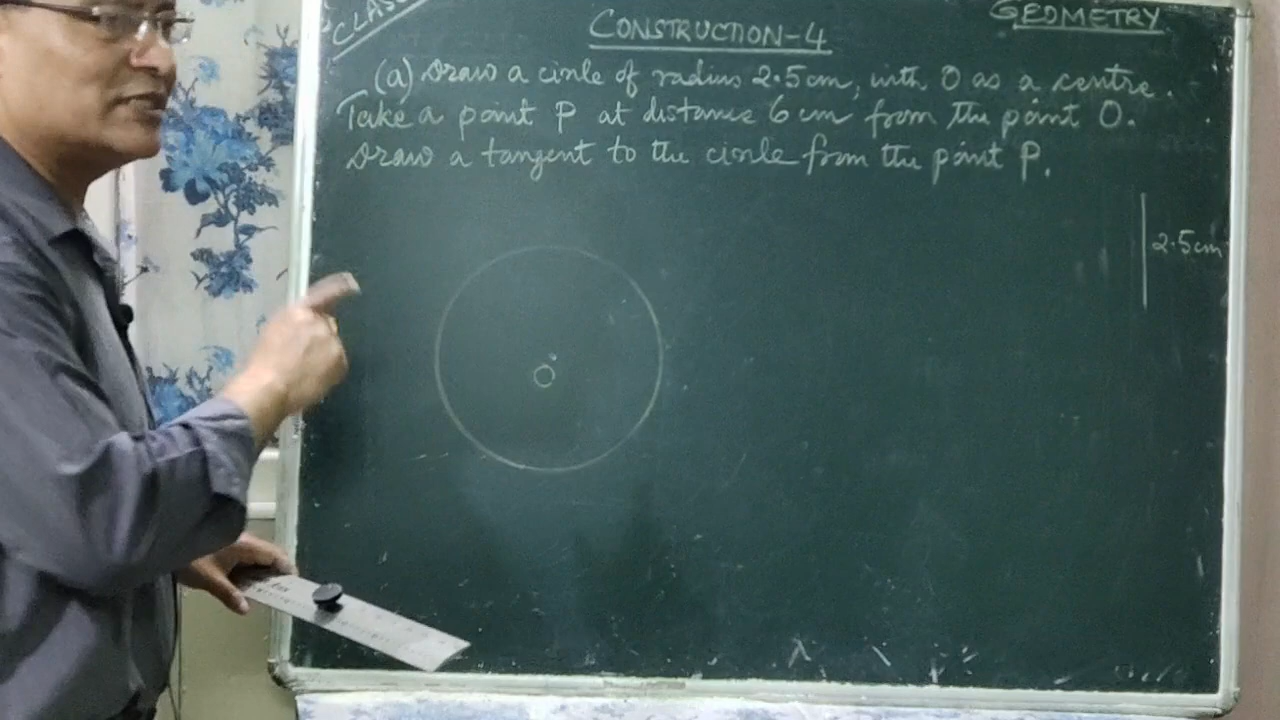 CLASS
CONSTRUCTION-4
GEOMETRY
(a) Draw a circle of radius 2.5cm, with O as a centre.
Take a point P at distance 6 cm from the point O.
Draw a tangent to the circle from the point P.
2.5cm
O